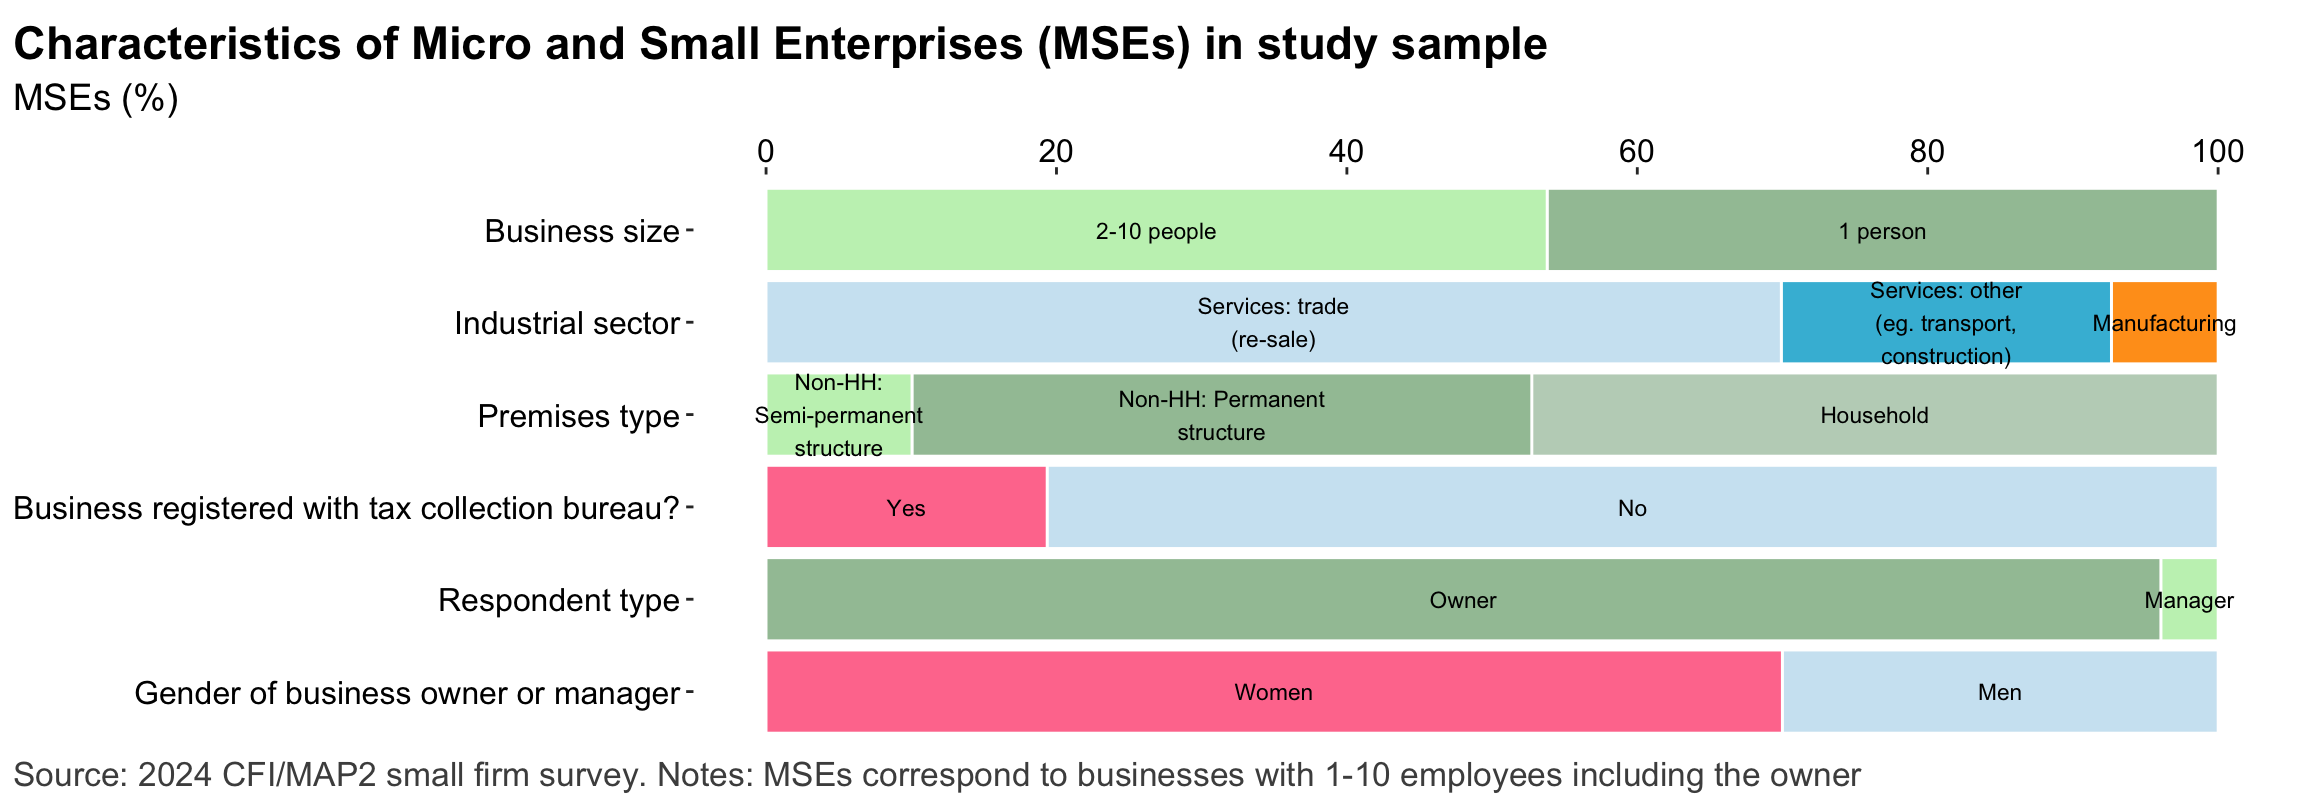 Characteristics of Micro and Small Enterprises (MSEs) in study sample
MSEs (%)
0 20 40 60 80 100
Business size
2-10 people
1 person
Industrial sector
Services: trade
(re-sale)
Services: other
(eg. transport,
construction)
Manufacturing
Premises type
Non-HH:
Semi-permanent
structure
Non-HH: Permanent
structure
Household
Business registered with tax collection bureau?
Yes
No
Respondent type
Owner
Manager
Gender of business owner or manager
Women
Men
Source: 2024 CFI/MAP2 small firm survey. Notes: MSEs correspond to businesses with 1-10 employees including the owner